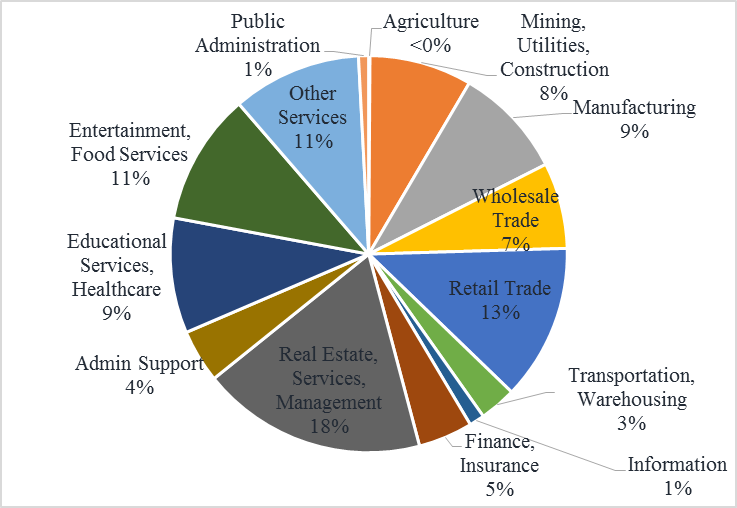 Agriculture
<0%
Mining,
Utilities,
Construction
8%
Manufacturing
9%
Wholesale
Trade
7%
Retail Trade
13%
Transportation,
Warehousing
3%
Information
1%
Finance,
Insurance
5%
Real Estate,
Services,
Management
18%
Admin Support
4%
Educational
Services,
Healthcare
9%
Entertainment,
Food Services
11%
Other
Services
11%
Public
Administration
1%